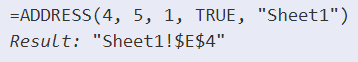 =ADDRESS(4, 5, 1, TRUE, "Sheet1")
Result: "Sheet1!$E$4"